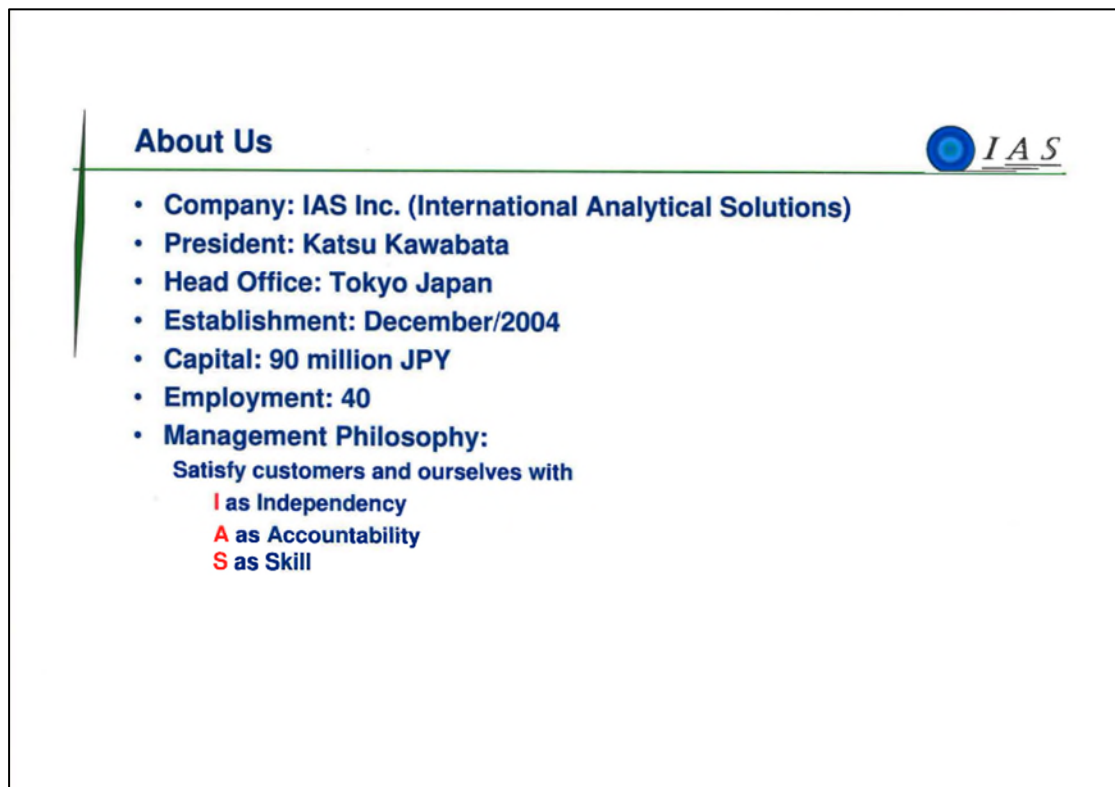 About Us
IAS
• Company: IAS Inc. (International Analytical Solutions)
• President: Katsu Kawabata
• Head Office: Tokyo Japan
• Establishment: December/2004
• Capital: 90 million JPY
• Employment: 40
• Management Philosophy:
Satisfy customers and ourselves with
I as Independency
A as Accountability
S as Skill